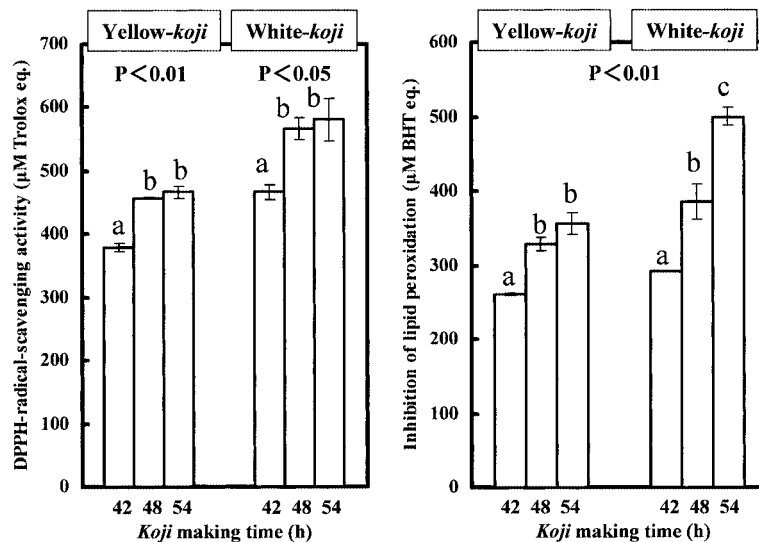 Yellow-koji White-koji
P<0.01 P<0.05
DPPH-radical-scavenging activity (μM Trolox eq.)
700
600
500
400
300
200
100
0
a b b a b b
42 48 54 42 48 54
Koji making time (h)
Yellow-koji White-koji
P<0.01
Inhibition of lipid peroxidation (μM BHT eq.)
600
500
400
300
200
100
0
a b b a b c
42 48 54 42 48 54
Koji making time (h)